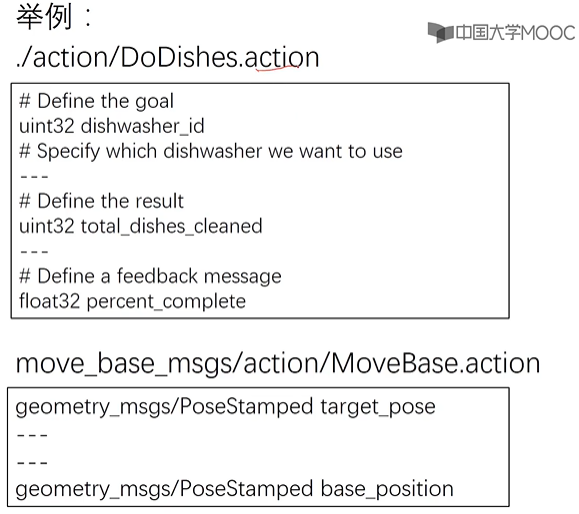 举例：
中国大学MOOC
./action/DoDishes.action
# Define the goal
uint32 dishwasher_id
# Specify which dishwasher we want to use
---
# Define the result
uint32 total_dishes_cleaned
---
# Define a feedback message
float32 percent_complete
move_base_msgs/action/MoveBase.action
geometry_msgs/PoseStamped target_pose
---
---
geometry_msgs/PoseStamped base_position